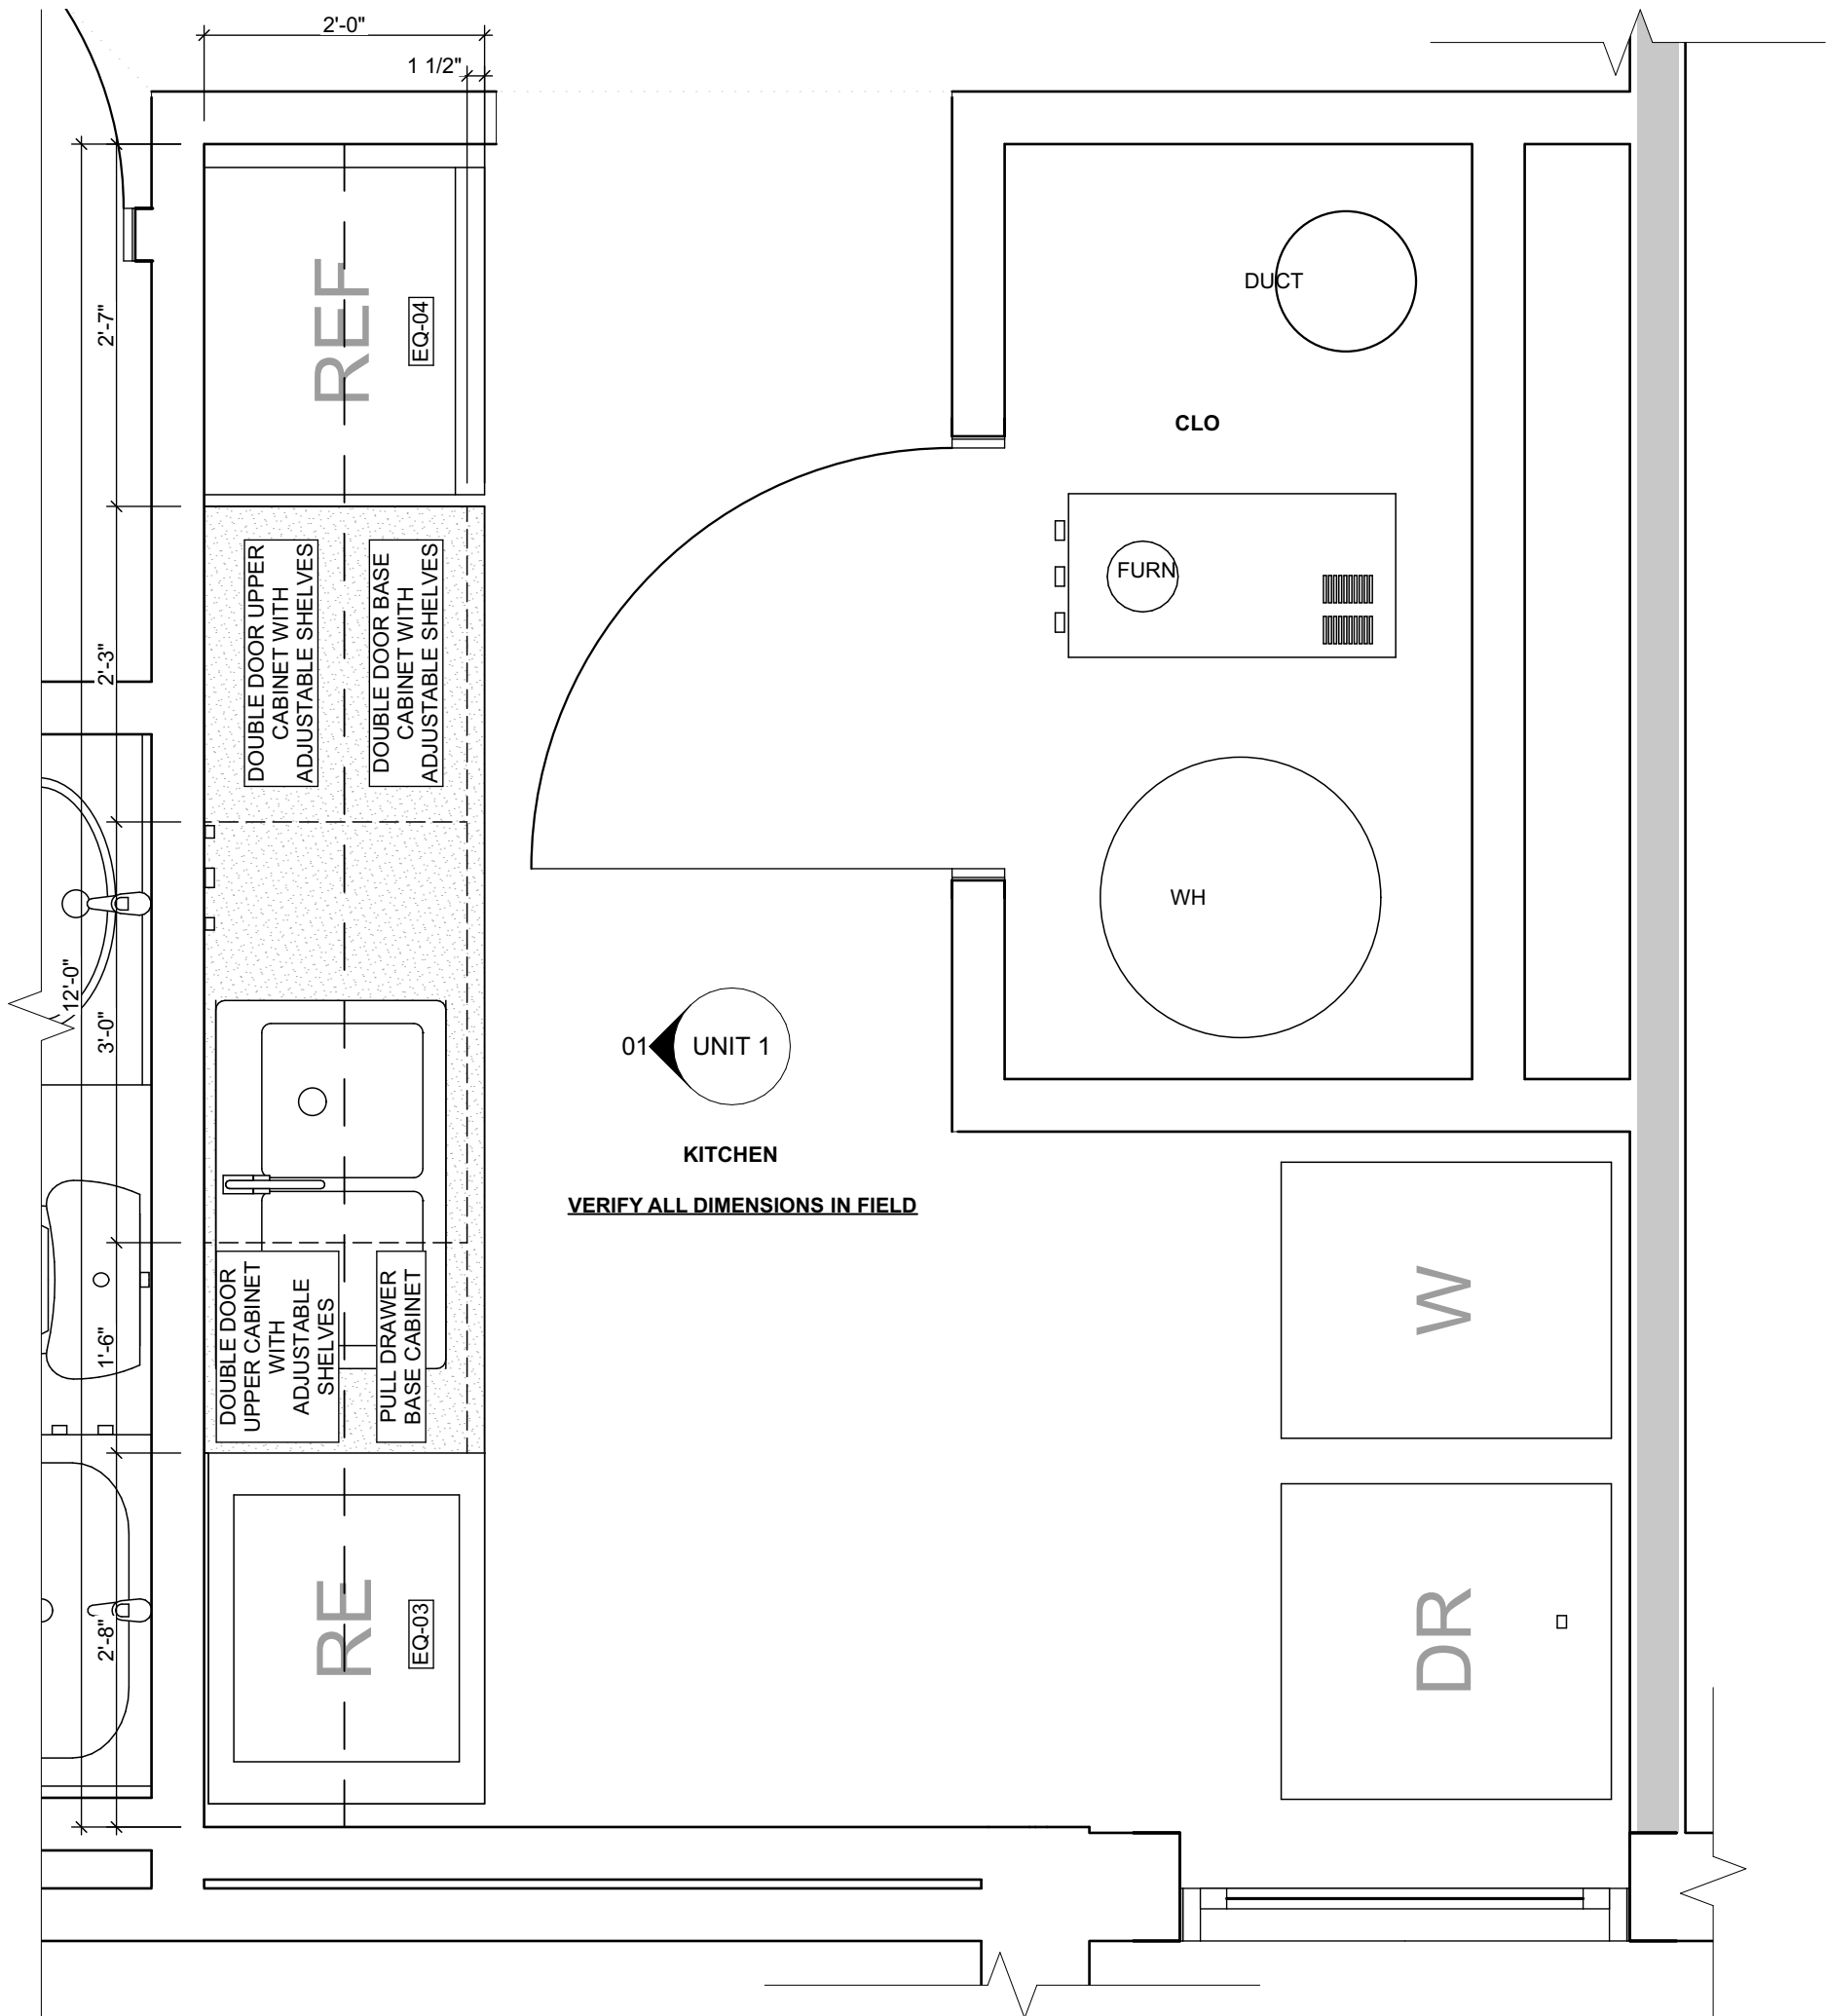 2'-0"
1 1/2"
2'-7"
REF
EQ-04
DUCT
CLO
DOUBLE DOOR UPPER
CABINET WITH
ADJUSTABLE SHELVES
DOUBLE DOOR BASE
CABINET WITH
ADJUSTABLE SHELVES
FURN
2'-3"
WH
12'-0"
3'-0"
01
UNIT 1
KITCHEN
VERIFY ALL DIMENSIONS IN FIELD
DOUBLE DOOR
UPPER CABINET
WITH
ADJUSTABLE
SHELVES
PULL DRAWER
BASE CABINET
1'-6"
W
RE
EQ-03
2'-8"
DR